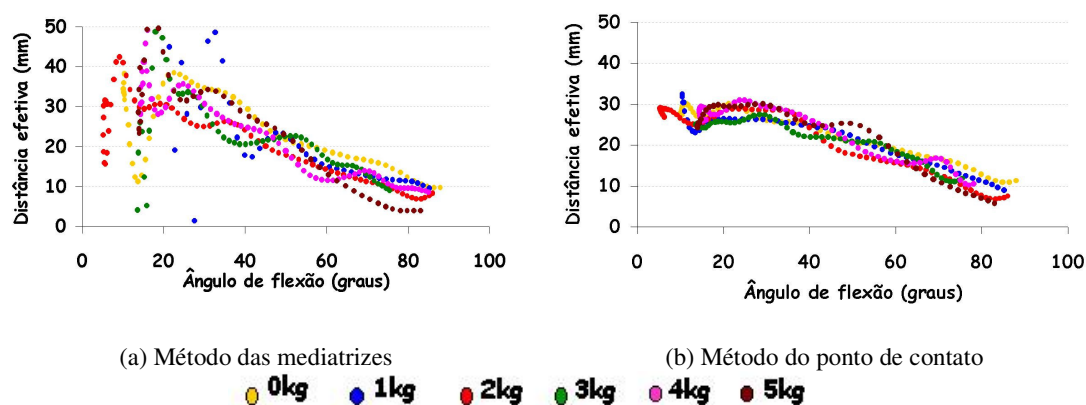 Distância efetiva (mm)
50
40
30
20
10
0
0 20 40 60 80 100
Ângulo de flexão (graus)
Distância efetiva (mm)
50
40
30
20
10
0
0 20 40 60 80 100
Ângulo de flexão (graus)
(a) Método das mediatrizes
(b) Método do ponto de contato
0kg 1kg 2kg 3kg 4kg 5kg